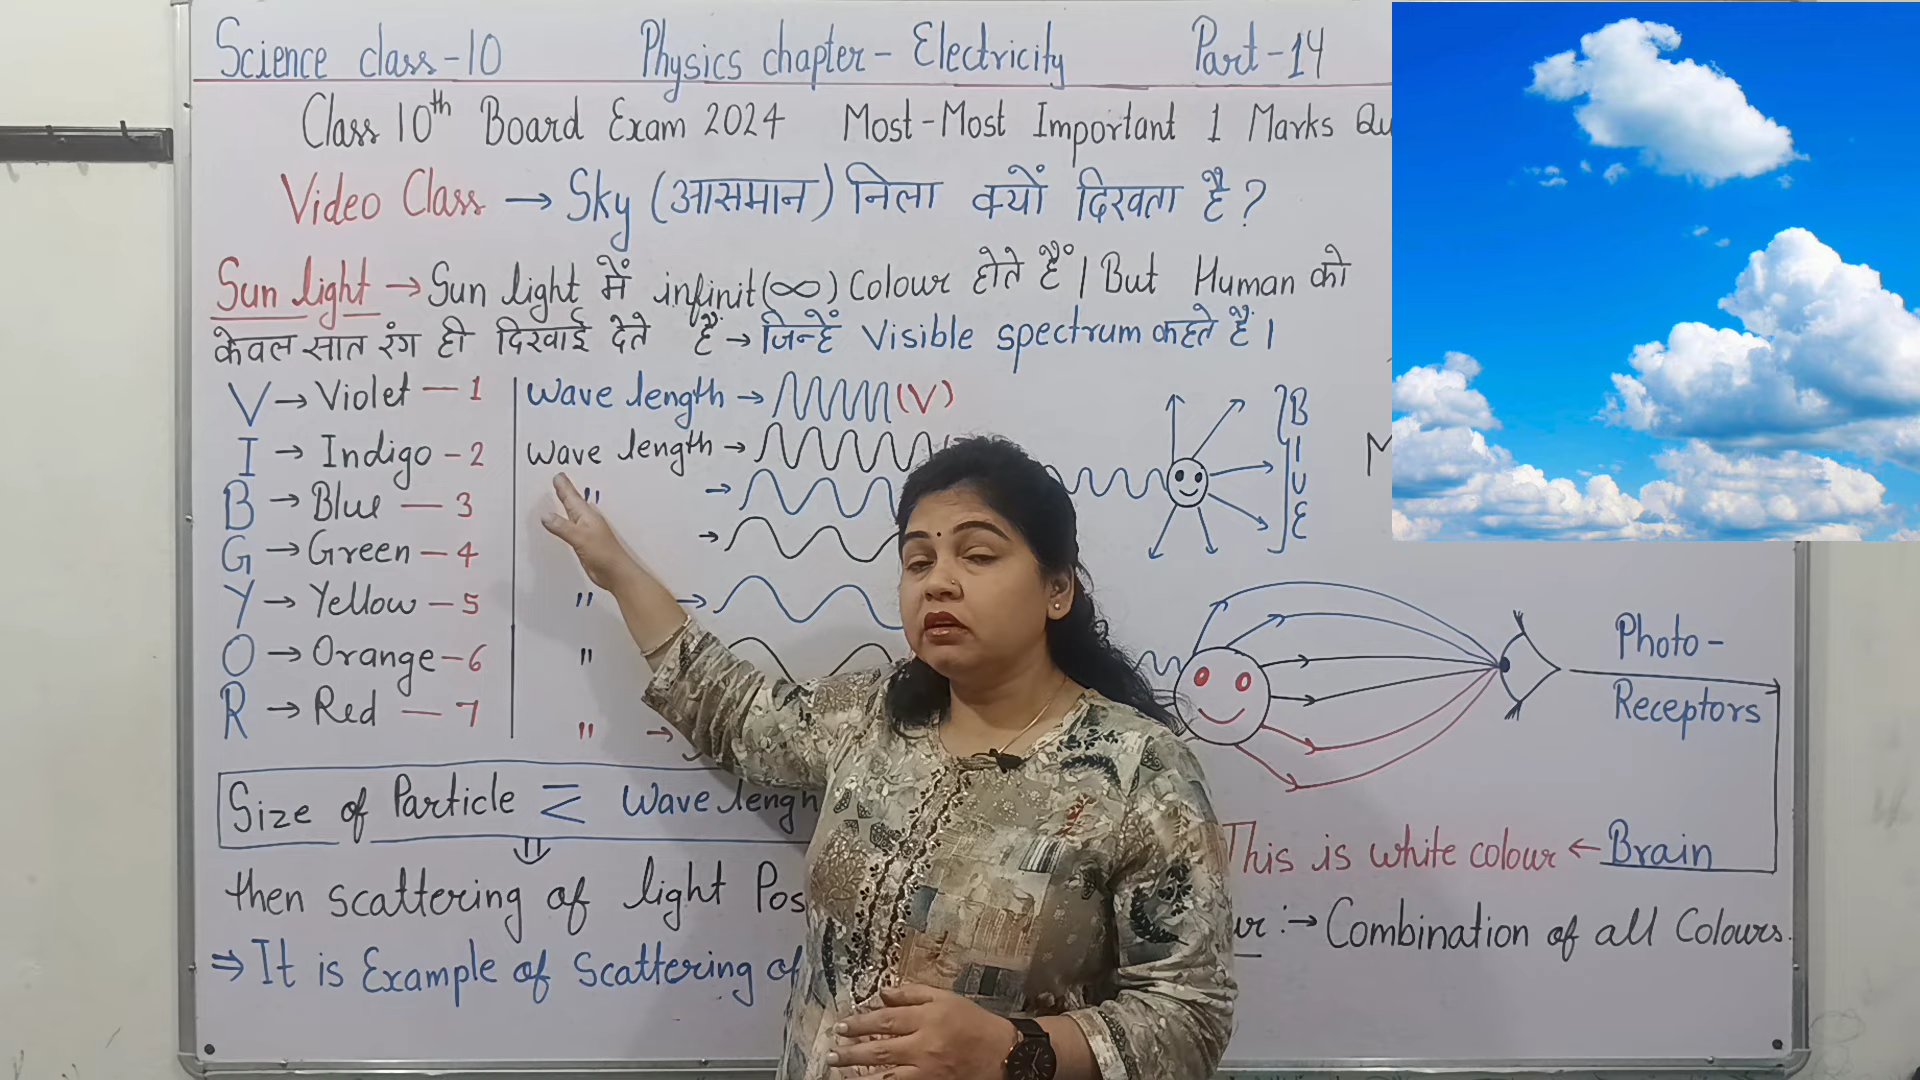 Science class-10 Physics chapter- Electricity Part-14
Class 10th Board Exam 2024 Most-Most Important 1 Marks
Video Class → Sky (आसमान) निला क्यों दिखता है ?
Sun light → Sun light में infinit (∞) Colour होते हैं | But Human को
केवल सात रंग ही दिखाई देते हैं → जिन्हें Visible spectrum कहते हैं ।
V → Violet — 1
I → Indigo - 2
B → Blue — 3
G → Green — 4
Y → Yellow — 5
O → Orange - 6
R → Red — 7
Wave length → (V)
Wave length →
" →
→
" →
"
" →
BlUE
Photo-
Receptors
Size of Particle ≤ Wave lengh
⇓
then scattering of light Pos
⇒ It is Example of Scattering of
This is white colour ← Brain
ur :→ Combination of all Colours.